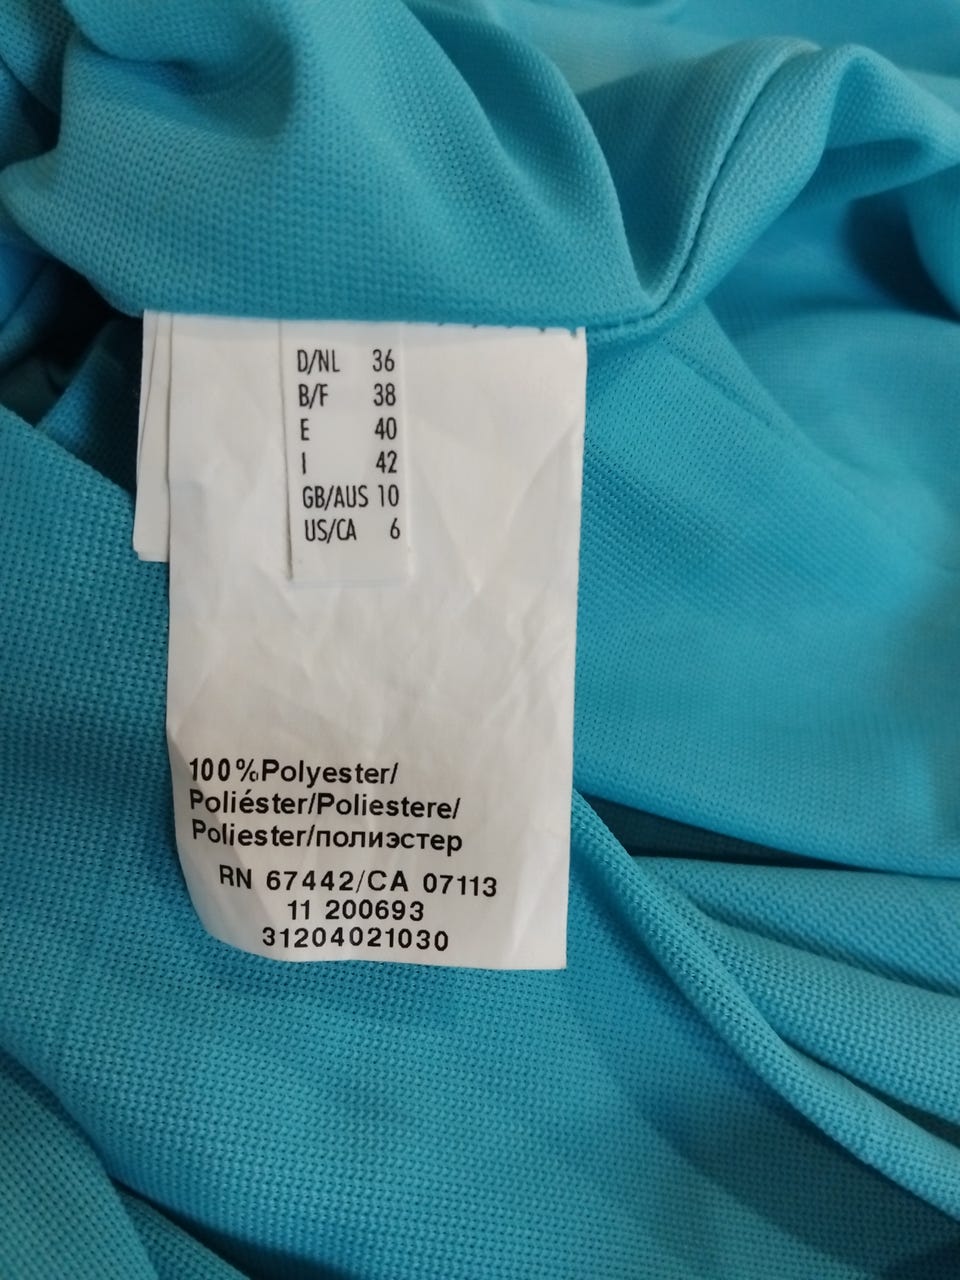 D/NL 36
B/F 38
E 40
I 42
GB/AUS 10
US/CA 6
100%Polyester/
Poliéster/Poliestere/
Poliester/полиэстер
RN 67442/CA 07113
11 200693
31204021030